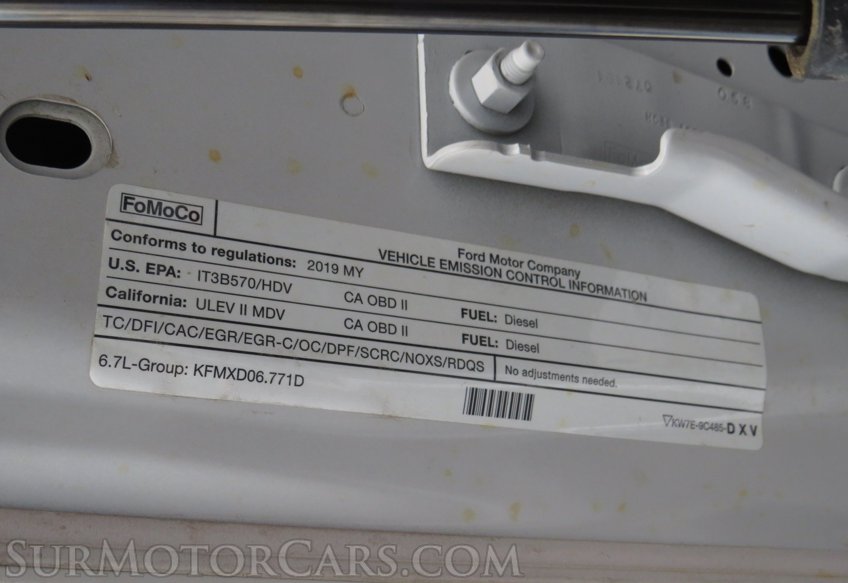 FoMoCo
Ford Motor Company
VEHICLE EMISSION CONTROL INFORMATION
Conforms to regulations: 2019 MY
U.S. EPA: IT3B570/HDV CA OBD II FUEL: Diesel
California: ULEV II MDV CA OBD II FUEL: Diesel
TC/DFI/CAC/EGR/EGR-C/OC/DPF/SCRC/NOXS/RDQS No adjustments needed.
6.7L-Group: KFMXD06.771D
KW7E-9C485-D X V
FoMoCo
SurMotorCars.com